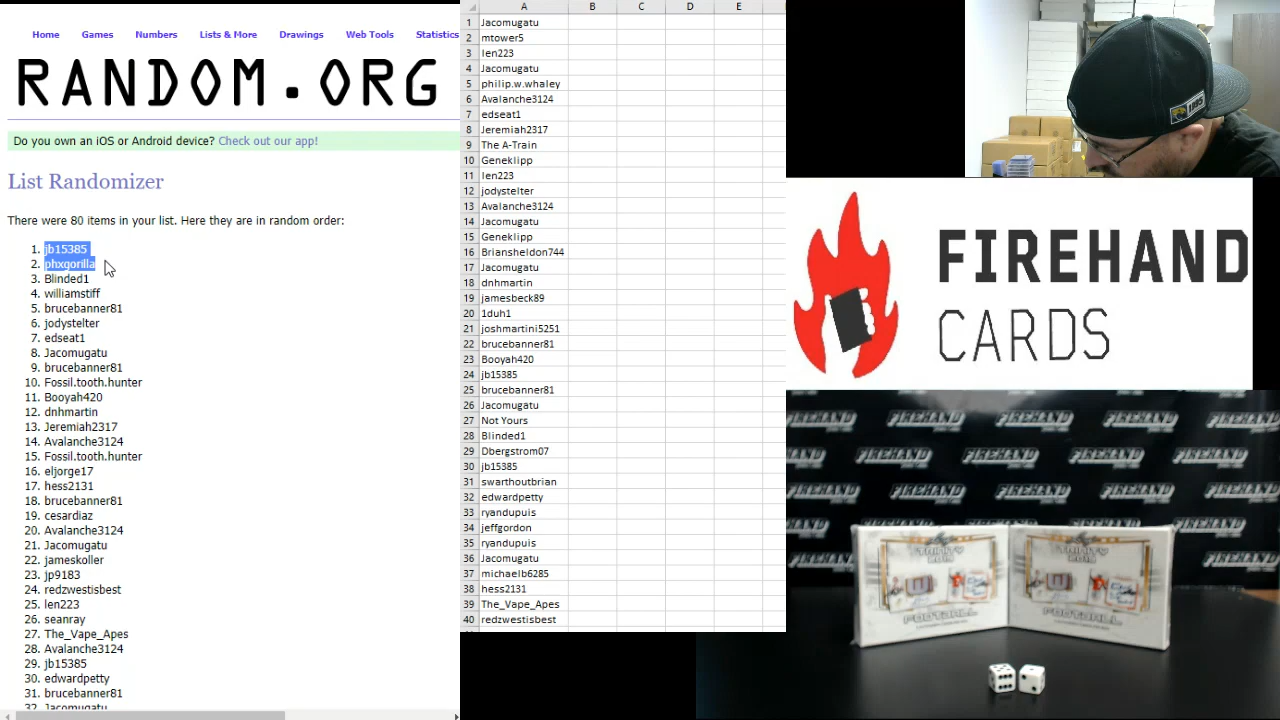 Home Games Numbers Lists & More Drawings Web Tools Statistics
RANDOM.ORG
Do you own an iOS or Android device? Check out our app!
List Randomizer
There were 80 items in your list. Here they are in random order:
1. jb15385
2. phxgorilla
3. Blinded1
4. williamstiff
5. brucebanner81
6. jodystelter
7. edseat1
8. Jacomugatu
9. brucebanner81
10. Fossil.tooth.hunter
11. Booyah420
12. dnhmartin
13. Jeremiah2317
14. Avalanche3124
15. Fossil.tooth.hunter
16. eljorge17
17. hess2131
18. brucebanner81
19. cesardiaz
20. Avalanche3124
21. Jacomugatu
22. jameskoller
23. jp9183
24. redzwestisbest
25. len223
26. seanray
27. The_Vape_Apes
28. Avalanche3124
29. jb15385
30. edwardpetty
31. brucebanner81
32. Jacomugatu
A B C D E
1 Jacomugatu
2 mtower5
3 len223
4 Jacomugatu
5 philip.w.whaley
6 Avalanche3124
7 edseat1
8 Jeremiah2317
9 The A-Train
10 Geneklipp
11 len223
12 jodystelter
13 Avalanche3124
14 Jacomugatu
15 Geneklipp
16 Briansheldon744
17 Jacomugatu
18 dnhmartin
19 jamesbeck89
20 1duh1
21 joshmartini5251
22 brucebanner81
23 Booyah420
24 jb15385
25 brucebanner81
26 Jacomugatu
27 Not Yours
28 Blinded1
29 Dbergstrom07
30 jb15385
31 swarthoutbrian
32 edwardpetty
33 ryandupuis
34 jeffgordon
35 ryandupuis
36 Jacomugatu
37 michaelb6285
38 hess2131
39 The_Vape_Apes
40 redzwestisbest
FIREHAND
CARDS
FIREHAND
TRINITY
FOOTBALL
TRINITY
FOOTBALL